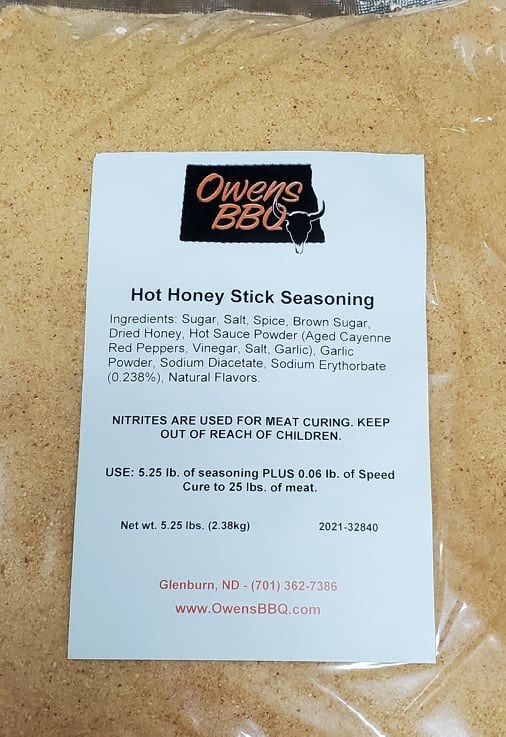 Owens
BBQ
Hot Honey Stick Seasoning
Ingredients: Sugar, Salt, Spice, Brown Sugar,
Dried Honey, Hot Sauce Powder (Aged Cayenne
Red Peppers, Vinegar, Salt, Garlic), Garlic
Powder, Sodium Diacetate, Sodium Erythorbate
(0.238%), Natural Flavors.
NITRITES ARE USED FOR MEAT CURING. KEEP
OUT OF REACH OF CHILDREN.
USE: 5.25 lb. of seasoning PLUS 0.06 lb. of Speed
Cure to 25 lbs. of meat.
Net wt. 5.25 lbs. (2.38kg) 2021-32840
Glenburn, ND - (701) 362-7386
www.OwensBBQ.com